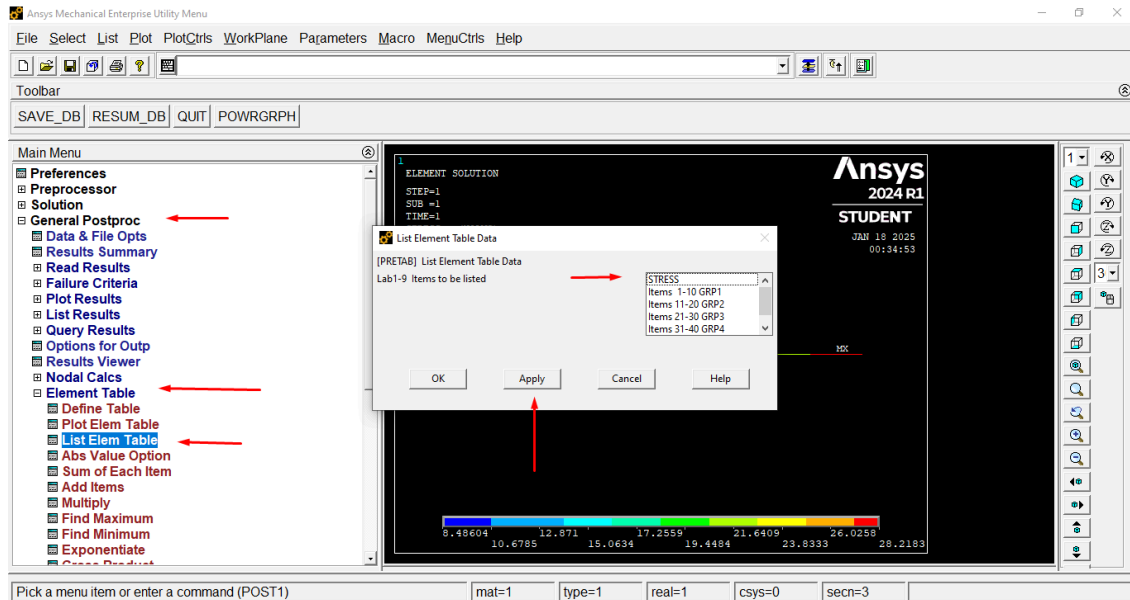 Ansys Mechanical Enterprise Utility Menu
File Select List Plot PlotCtrls WorkPlane Parameters Macro MenuCtrls Help
Toolbar
SAVE_DB RESUM_DB QUIT POWRGRPH
Main Menu
Preferences
Preprocessor
Solution
General Postproc
Data & File Opts
Results Summary
Read Results
Failure Criteria
Plot Results
List Results
Query Results
Options for Outp
Results Viewer
Nodal Calcs
Element Table
Define Table
Plot Elem Table
List Elem Table
Abs Value Option
Sum of Each Item
Add Items
Multiply
Find Maximum
Find Minimum
Exponentiate
1
ELEMENT SOLUTION
STEP=1
SUB =1
TIME=1
Ansys
2024 R1
STUDENT
JAN 18 2025
00:34:53
List Element Table Data
[PRETAB] List Element Table Data
Lab1-9 Items to be listed
STRESS
Items 1-10 GRP1
Items 11-20 GRP2
Items 21-30 GRP3
Items 31-40 GRP4
OK Apply Cancel Help
MX
8.48604 12.871 17.2559 21.6409 26.0258
10.6785 15.0634 19.4484 23.8333 28.2183
1
3
Pick a menu item or enter a command (POST1) mat=1 type=1 real=1 csys=0 secn=3